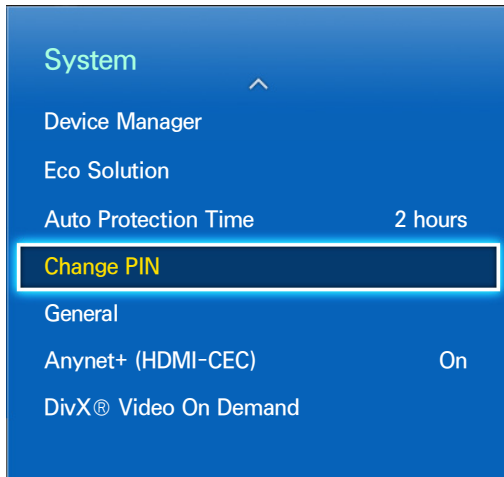 System
Device Manager
Eco Solution
Auto Protection Time 2 hours
Change PIN
General
Anynet+ (HDMI-CEC) On
DivX® Video On Demand